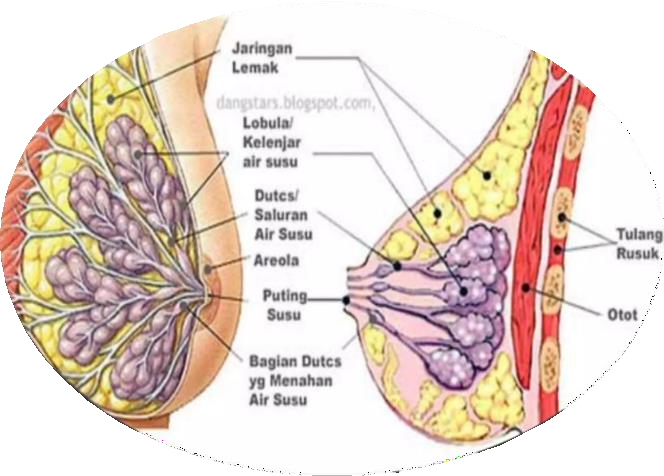 Jaringan
Lemak
dangstars.blogspot.com,
Lobula/
Kelenjar
air susu
Dutcs/
Saluran
Air Susu
Areola
Puting
Susu
Bagian Dutcs
yg Menahan
Air Susu
Tulang
Rusuk
Otot